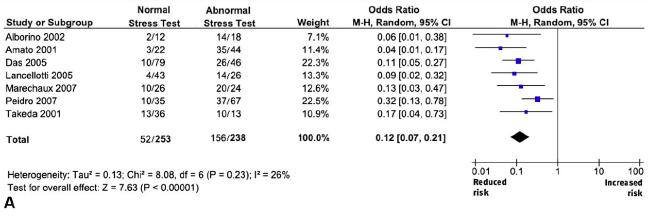 Normal Abnormal Odds Ratio Odds Ratio
Study or Subgroup Stress Test Stress Test Weight M-H, Random, 95% CI M-H, Random, 95% CI
Alborino 2002 2/12 14/18 7.1% 0.06 [0.01, 0.38]
Amato 2001 3/22 35/44 11.4% 0.04 [0.01, 0.17]
Das 2005 10/79 26/46 22.3% 0.11 [0.05, 0.27]
Lancellotti 2005 4/43 14/26 13.3% 0.09 [0.02, 0.32]
Marechaux 2007 10/26 20/24 12.7% 0.13 [0.03, 0.47]
Peidro 2007 10/35 37/67 22.5% 0.32 [0.13, 0.78]
Takeda 2001 13/36 10/13 10.9% 0.17 [0.04, 0.73]
Total 52/253 156/238 100.0% 0.12 [0.07, 0.21]
Heterogeneity: Tau² = 0.13; Chi² = 8.08, df = 6 (P = 0.23); I² = 26%
Test for overall effect: Z = 7.63 (P < 0.00001)
0.01 0.1 1 10 100
Reduced risk
Increased risk
A